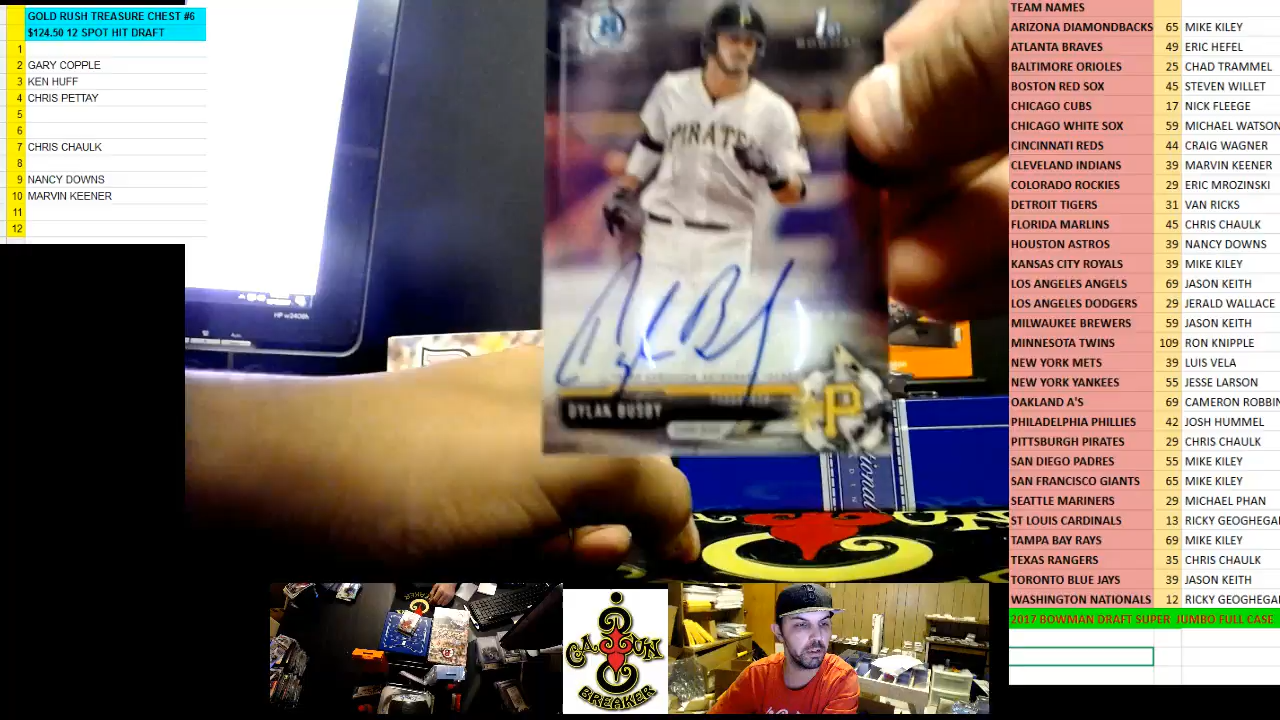 GOLD RUSH TREASURE CHEST #6
$124.50 12 SPOT HIT DRAFT
1
2 GARY COPPLE
3 KEN HUFF
4 CHRIS PETTAY
5
6
7 CHRIS CHAULK
8
9 NANCY DOWNS
10 MARVIN KEENER
11
12
1st
PIRATES
DYLAN BUSBY
P
CAJUN
BREAKER
TEAM NAMES
ARIZONA DIAMONDBACKS 65 MIKE KILEY
ATLANTA BRAVES 49 ERIC HEFEL
BALTIMORE ORIOLES 25 CHAD TRAMMEL
BOSTON RED SOX 45 STEVEN WILLET
CHICAGO CUBS 17 NICK FLEEGE
CHICAGO WHITE SOX 59 MICHAEL WATSON
CINCINNATI REDS 44 CRAIG WAGNER
CLEVELAND INDIANS 39 MARVIN KEENER
COLORADO ROCKIES 29 ERIC MROZINSKI
DETROIT TIGERS 31 VAN RICKS
FLORIDA MARLINS 45 CHRIS CHAULK
HOUSTON ASTROS 39 NANCY DOWNS
KANSAS CITY ROYALS 39 MIKE KILEY
LOS ANGELES ANGELS 69 JASON KEITH
LOS ANGELES DODGERS 29 JERALD WALLACE
MILWAUKEE BREWERS 59 JASON KEITH
MINNESOTA TWINS 109 RON KNIPPLE
NEW YORK METS 39 LUIS VELA
NEW YORK YANKEES 55 JESSE LARSON
OAKLAND A'S 69 CAMERON ROBBIN
PHILADELPHIA PHILLIES 42 JOSH HUMMEL
PITTSBURGH PIRATES 29 CHRIS CHAULK
SAN DIEGO PADRES 55 MIKE KILEY
SAN FRANCISCO GIANTS 65 MIKE KILEY
SEATTLE MARINERS 29 MICHAEL PHAN
ST LOUIS CARDINALS 13 RICKY GEOGHEGA
TAMPA BAY RAYS 69 MIKE KILEY
TEXAS RANGERS 35 CHRIS CHAULK
TORONTO BLUE JAYS 39 JASON KEITH
WASHINGTON NATIONALS 12 RICKY GEOGHEGA
2017 BOWMAN DRAFT SUPER JUMBO FULL CASE